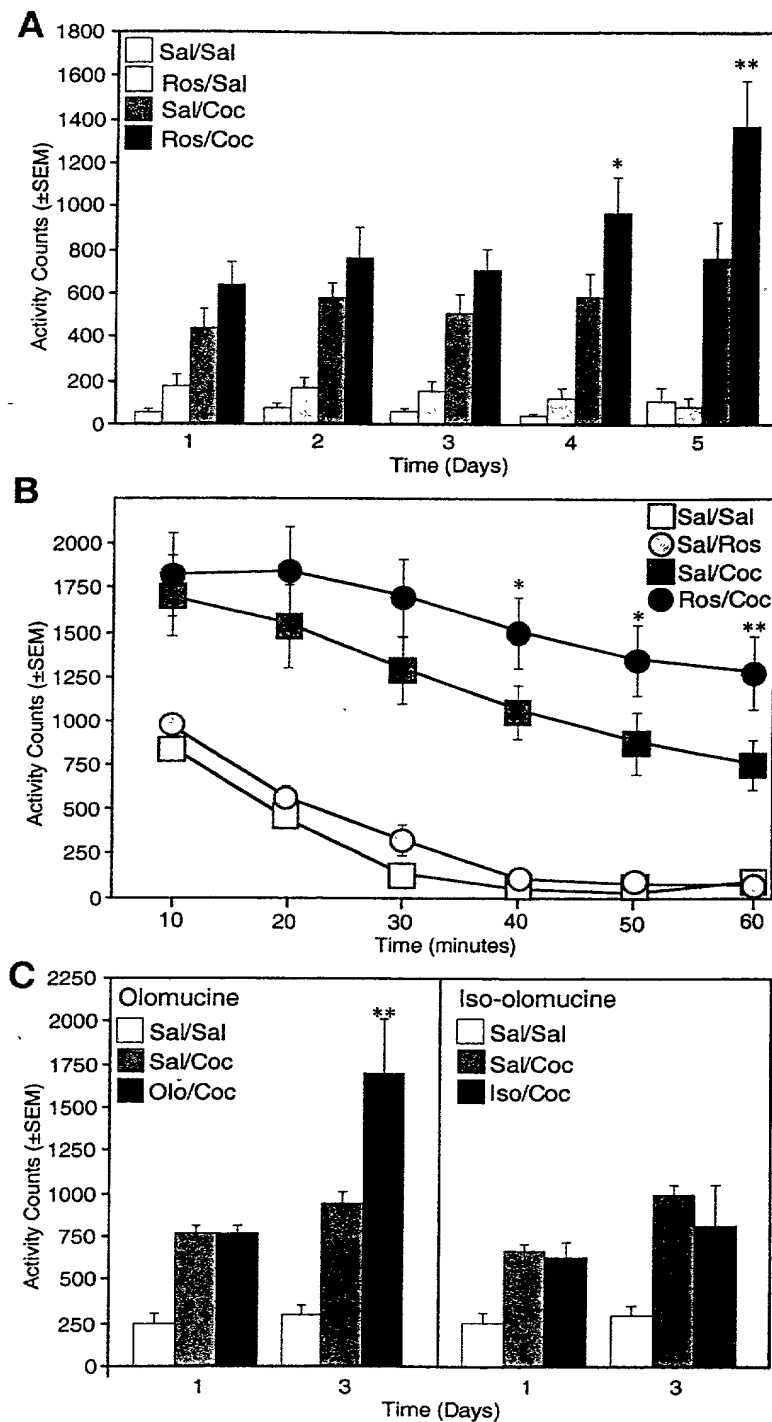 A
Activity Counts (±SEM)
1800
1600
1400
1200
1000
800
600
400
200
0
Sal/Sal
Ros/Sal
Sal/Coc
Ros/Coc
*
**
1 2 3 4 5
Time (Days)
B
Activity Counts (±SEM)
2000
1750
1500
1250
1000
750
500
250
0
Sal/Sal
Sal/Ros
Sal/Coc
Ros/Coc
* * **
10 20 30 40 50 60
Time (minutes)
C
Activity Counts (±SEM)
2250
2000
1750
1500
1250
1000
750
500
250
0
Olomucine
Sal/Sal
Sal/Coc
Olo/Coc
**
Iso-olomucine
Sal/Sal
Sal/Coc
Iso/Coc
1 3 1 3
Time (Days)